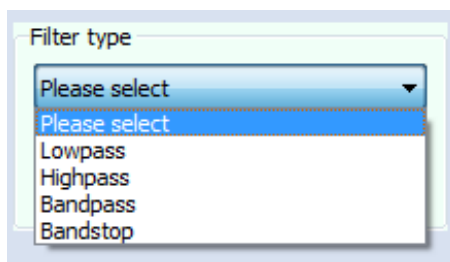 Filter type
Please select
Please select
Lowpass
Highpass
Bandpass
Bandstop